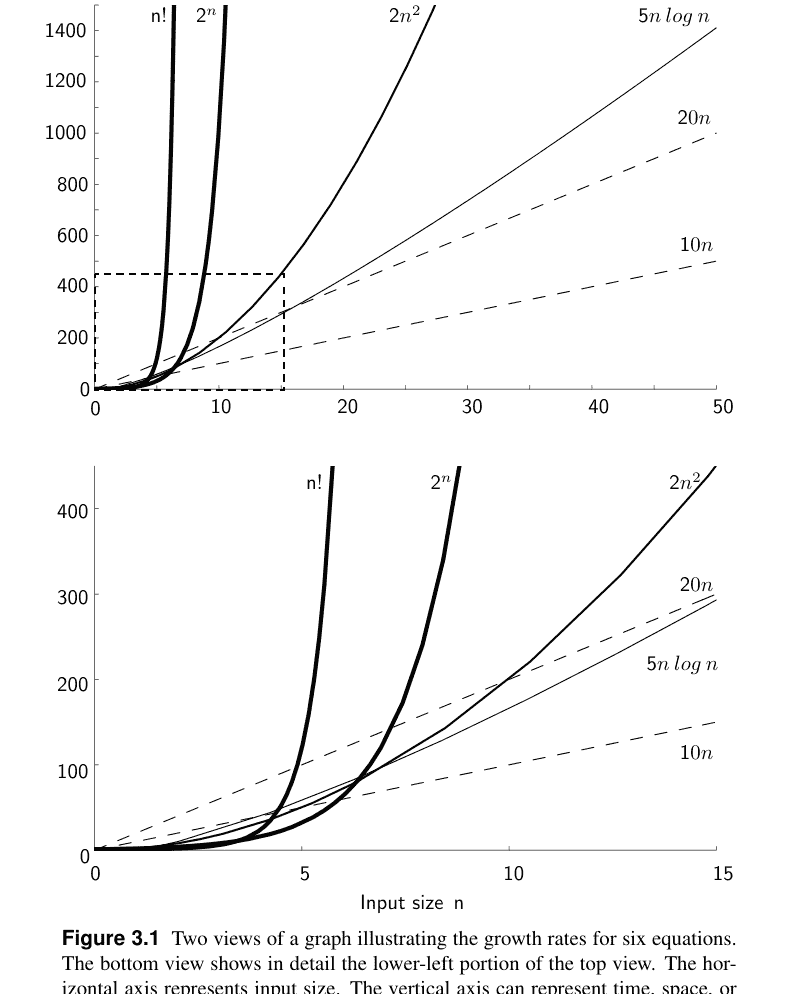 n! 2ⁿ 2n² 5n log n
1400
1200
1000
20n
800
600
10n
400
200
0
0 10 20 30 40 50
n! 2ⁿ 2n²
400
20n
300
5n log n
200
10n
100
0
0 5 10 15
Input size n
Figure 3.1 Two views of a graph illustrating the growth rates for six equations.
The bottom view shows in detail the lower-left portion of the top view. The hor-
izontal axis represents input size. The vertical axis can represent time, space, or